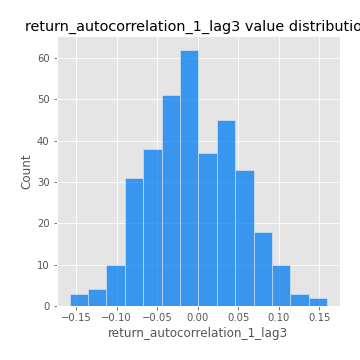 return_autocorrelation_1_lag3 value distributio
60
50
40
30
20
10
0
Count
−0.15 −0.10 −0.05 0.00 0.05 0.10 0.15
return_autocorrelation_1_lag3